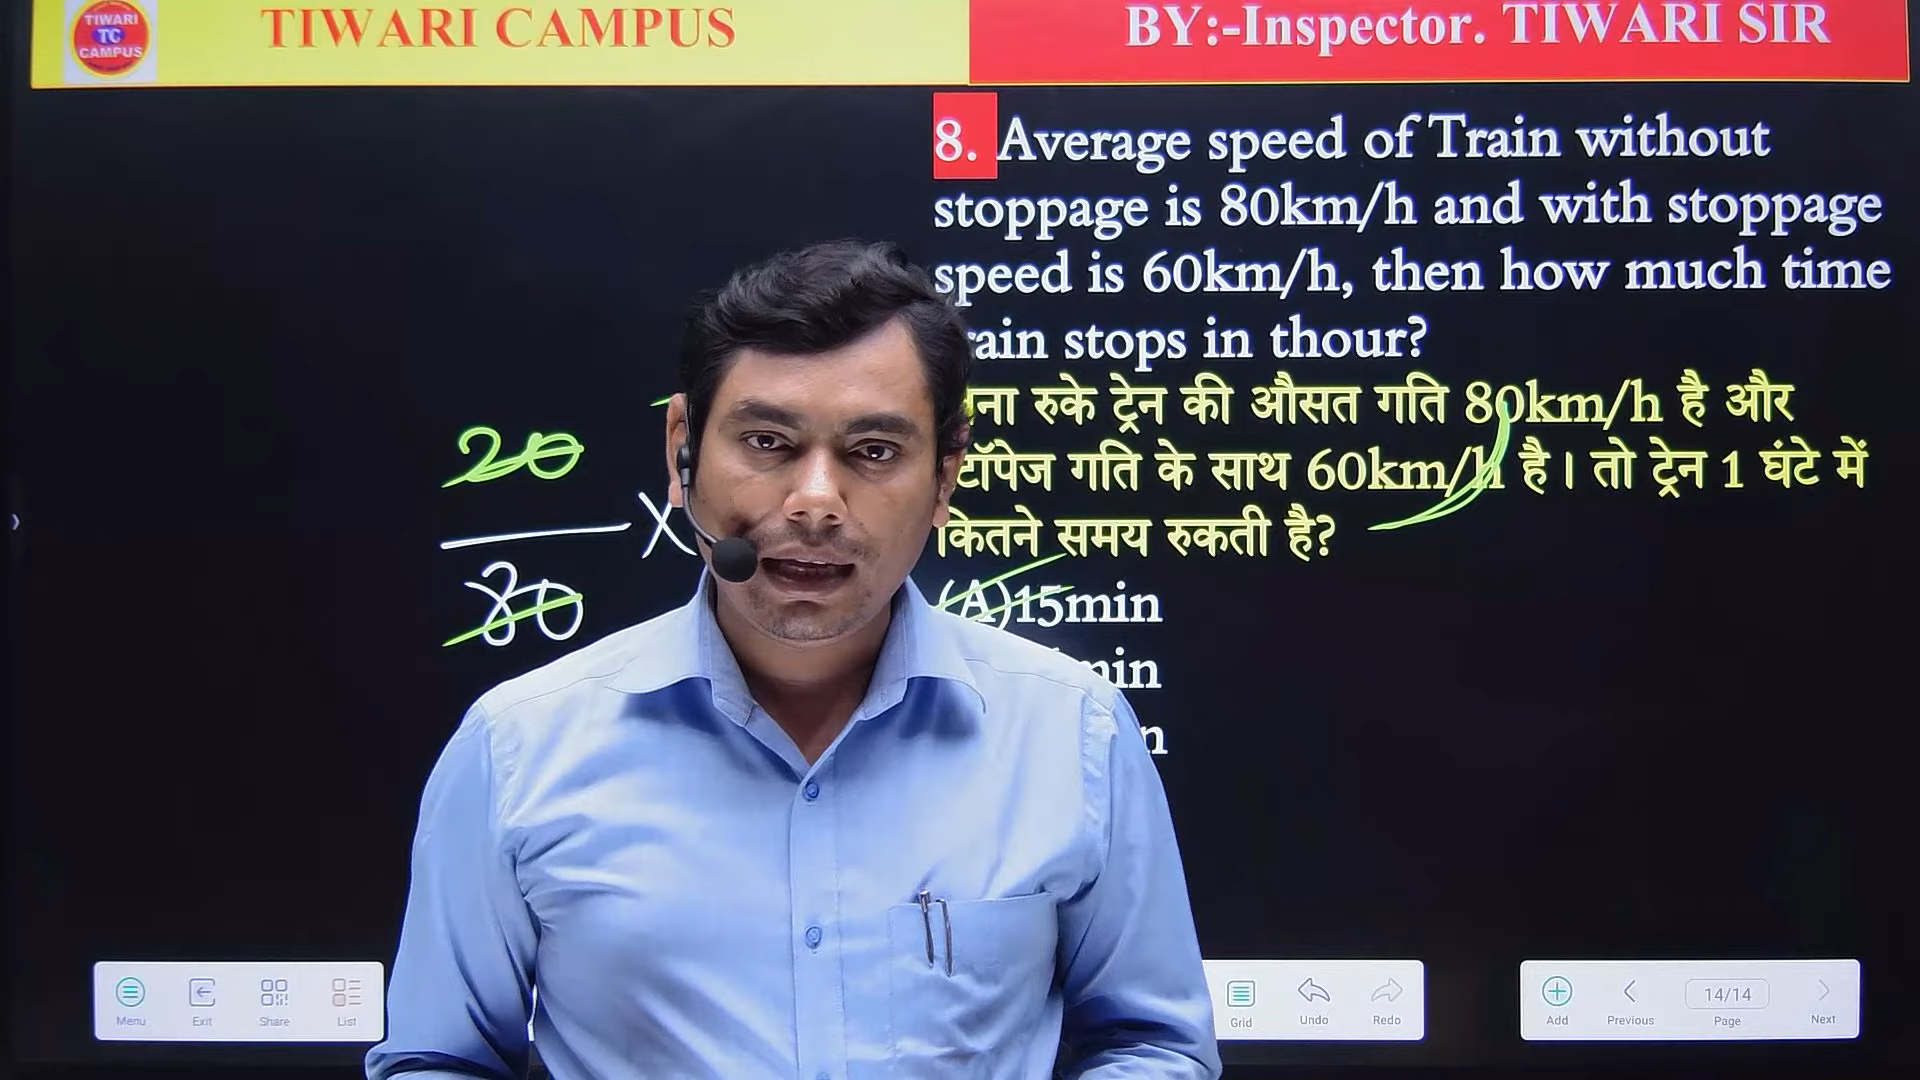 TIWARI
TC
CAMPUS
TIWARI CAMPUS
BY:-Inspector. TIWARI SIR
8. Average speed of Train without
stoppage is 80km/h and with stoppage
speed is 60km/h, then how much time
rain stops in thour?
ना रुके ट्रेन की औसत गति 80km/h है और
टॉपेज गति के साथ 60km/h है। तो ट्रेन 1 घंटे में
कितने समय रुकती है?
(A)15min
min
n
20
80
X
Menu
Exit
Share
List
Grid
Undo
Redo
Add
Previous
14/14
Page
Next